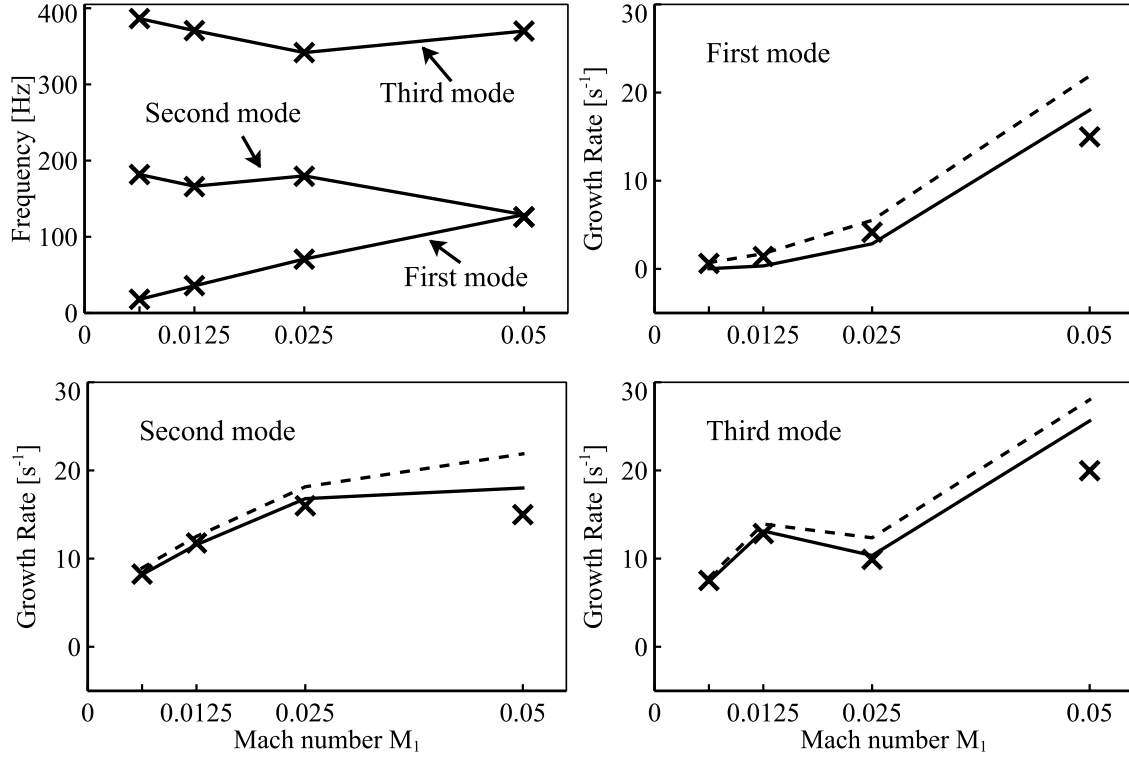 Frequency [Hz]
400
300
200
100
0
Third mode
Second mode
First mode
0
0.0125
0.025
0.05
Growth Rate [s⁻¹]
30
20
10
0
First mode
0
0.0125
0.025
0.05
Growth Rate [s⁻¹]
30
20
10
0
Second mode
0
0.0125
0.025
0.05
Mach number M₁
Growth Rate [s⁻¹]
30
20
10
0
Third mode
0
0.0125
0.025
0.05
Mach number M₁